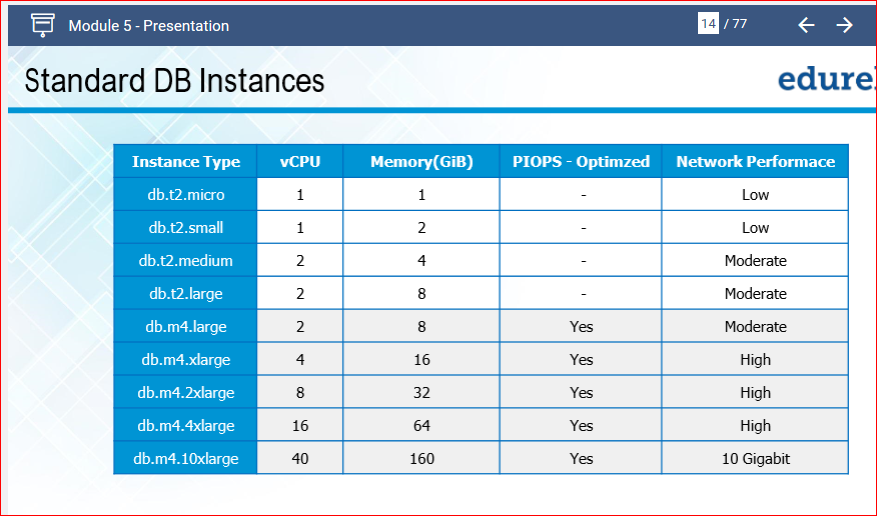 Module 5 - Presentation 14 / 77
Standard DB Instances
Instance Type vCPU Memory(GiB) PIOPS - Optimzed Network Performace
db.t2.micro 1 1 - Low
db.t2.small 1 2 - Low
db.t2.medium 2 4 - Moderate
db.t2.large 2 8 - Moderate
db.m4.large 2 8 Yes Moderate
db.m4.xlarge 4 16 Yes High
db.m4.2xlarge 8 32 Yes High
db.m4.4xlarge 16 64 Yes High
db.m4.10xlarge 40 160 Yes 10 Gigabit